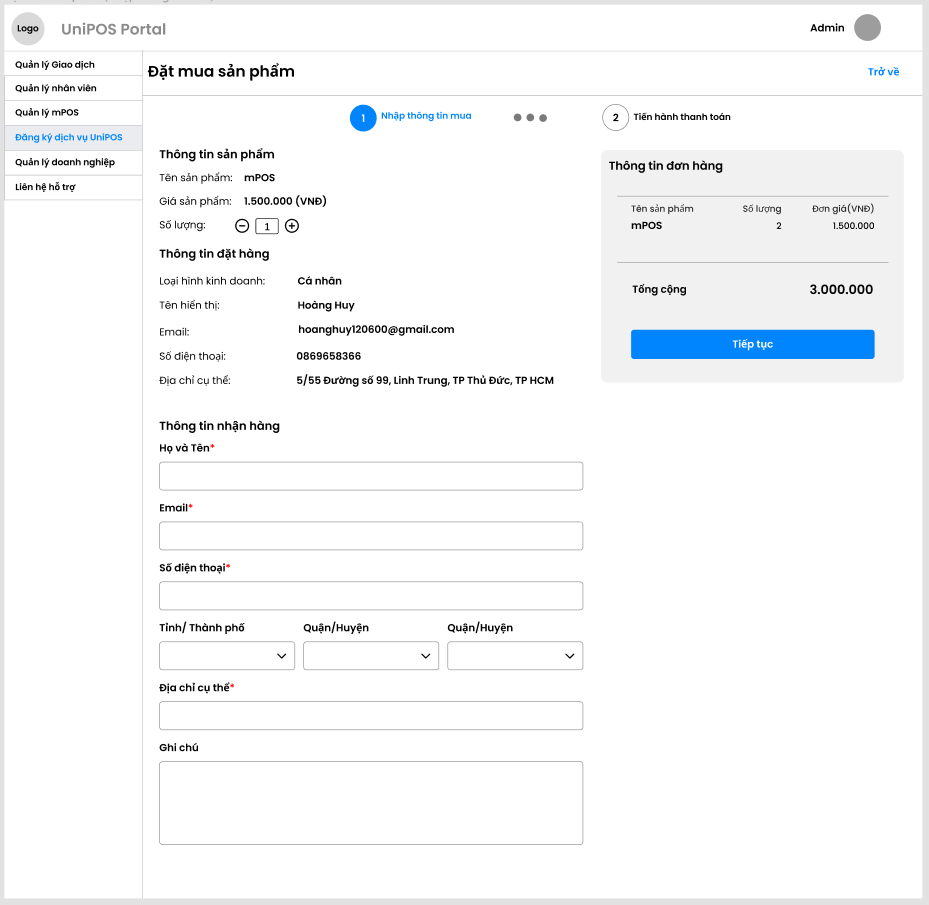 Logo
UniPOS Portal
Admin
Quản lý Giao dịch
Quản lý nhân viên
Quản lý mPOS
Đăng ký dịch vụ UniPOS
Quản lý doanh nghiệp
Liên hệ hỗ trợ
Đặt mua sản phẩm
Trở về
1 Nhập thông tin mua
2 Tiến hành thanh toán
Thông tin sản phẩm
Tên sản phẩm: mPOS
Giá sản phẩm: 1.500.000 (VNĐ)
Số lượng: 1
Thông tin đặt hàng
Loại hình kinh doanh: Cá nhân
Tên hiển thị: Hoàng Huy
Email: hoanghuy120600@gmail.com
Số điện thoại: 0869658366
Địa chỉ cụ thể: 5/55 Đường số 99, Linh Trung, TP Thủ Đức, TP HCM
Thông tin đơn hàng
Tên sản phẩm Số lượng Đơn giá(VNĐ)
mPOS 2 1.500.000
Tổng cộng 3.000.000
Tiếp tục
Thông tin nhận hàng
Họ và Tên*
Email*
Số điện thoại*
Tỉnh/ Thành phố Quận/Huyện Quận/Huyện
Địa chỉ cụ thể*
Ghi chú